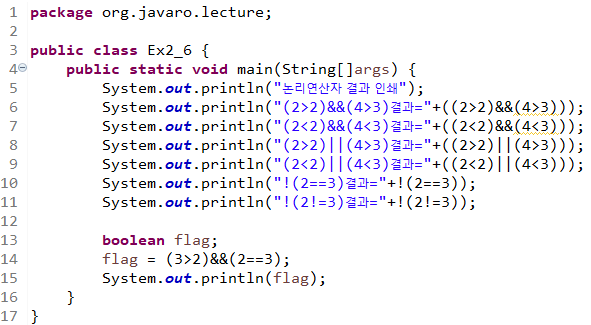 1 package org.javaro.lecture;
2
3 public class Ex2_6 {
4     public static void main(String[]args) {
5         System.out.println("논리연산자 결과 인쇄");
6         System.out.println("(2>2)&&(4>3)결과="+((2>2)&&(4>3)));
7         System.out.println("(2<2)&&(4<3)결과="+((2<2)&&(4<3)));
8         System.out.println("(2>2)||(4>3)결과="+((2>2)||(4>3)));
9         System.out.println("(2<2)||(4<3)결과="+((2<2)||(4<3)));
10         System.out.println("!(2==3)결과="+!(2==3));
11         System.out.println("!(2!=3)결과="+!(2!=3));
12
13         boolean flag;
14         flag = (3>2)&&(2==3);
15         System.out.println(flag);
16     }
17 }